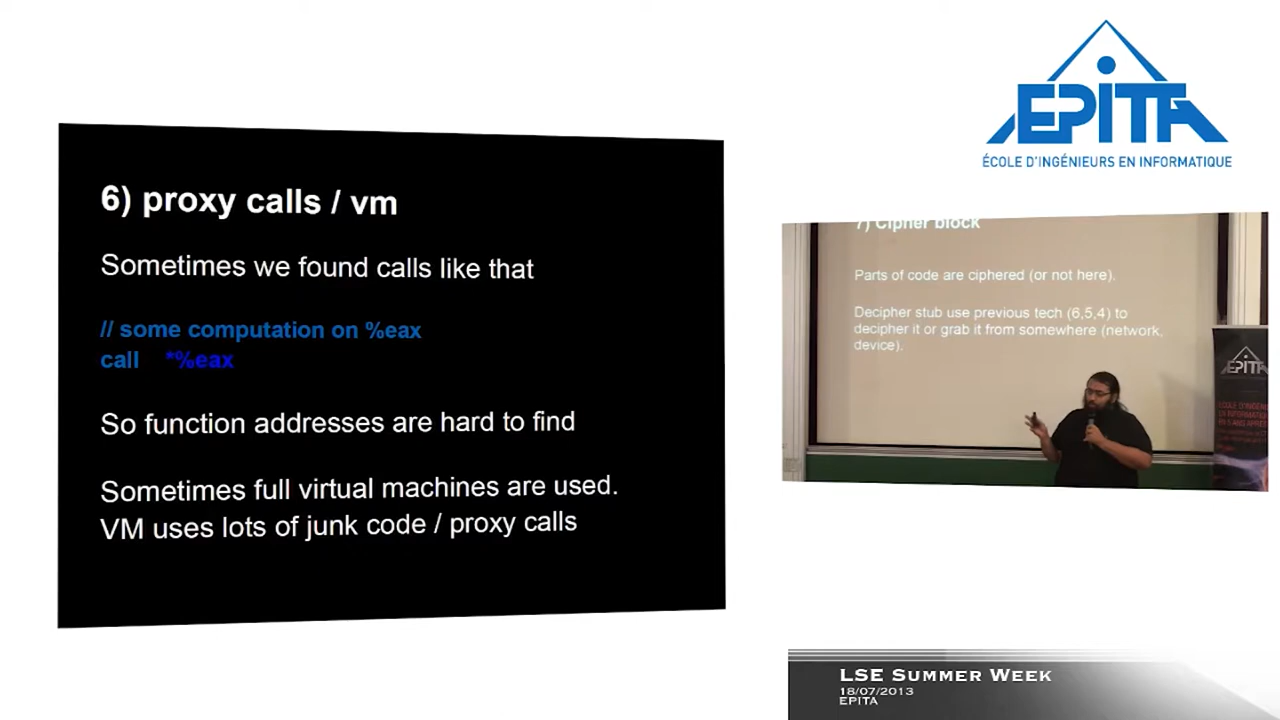 6) proxy calls / vm
Sometimes we found calls like that
// some computation on %eax
call *%eax
So function addresses are hard to find
Sometimes full virtual machines are used.
VM uses lots of junk code / proxy calls
EPITA
ÉCOLE D'INGÉNIEURS EN INFORMATIQUE
7) Cipher block
Parts of code are ciphered (or not here).
Decipher stub use previous tech (6,5,4) to
decipher it or grab it from somewhere (network,
device).
EPITA
LSE SUMMER WEEK
18/07/2013
EPITA